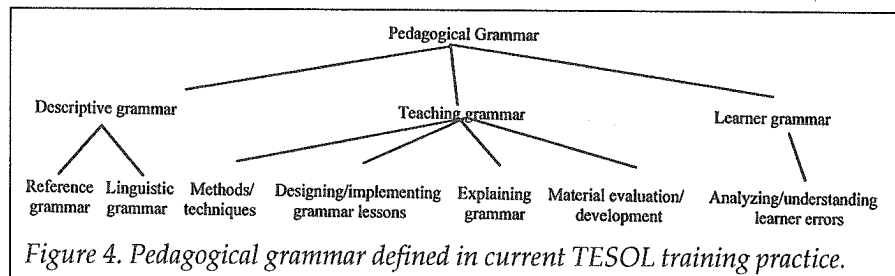 Pedagogical Grammar
Descriptive grammar
Teaching grammar
Learner grammar
Reference
grammar
Linguistic
grammar
Methods/
techniques
Designing/implementing
grammar lessons
Explaining
grammar
Material evaluation/
development
Analyzing/understanding
learner errors
Figure 4. Pedagogical grammar defined in current TESOL training practice.